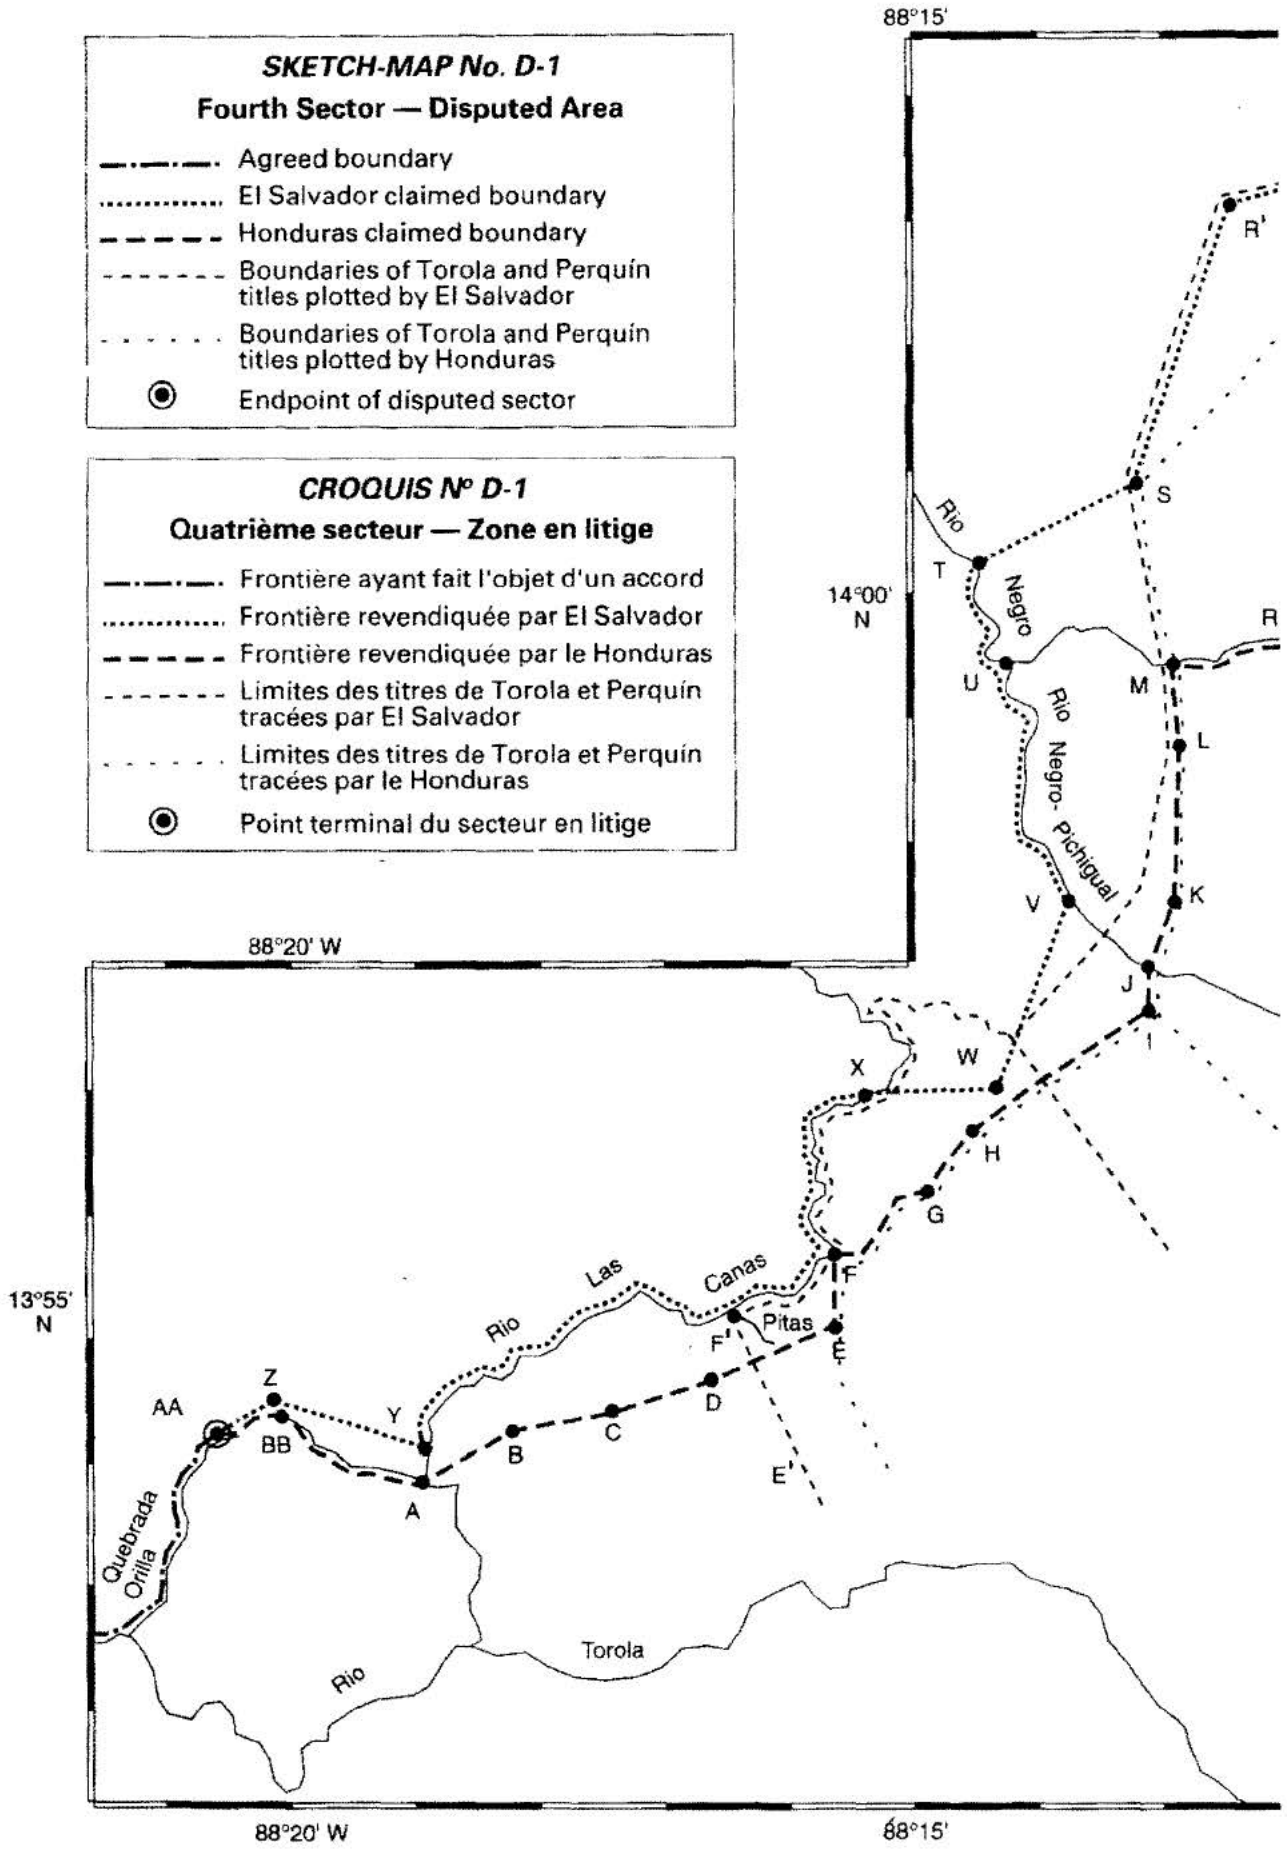 88°15'
SKETCH-MAP No. D-1
Fourth Sector — Disputed Area
Agreed boundary
El Salvador claimed boundary
Honduras claimed boundary
Boundaries of Torola and Perquín
titles plotted by El Salvador
Boundaries of Torola and Perquín
titles plotted by Honduras
Endpoint of disputed sector
CROQUIS Nº D-1
Quatrième secteur — Zone en litige
Frontière ayant fait l'objet d'un accord
Frontière revendiquée par El Salvador
Frontière revendiquée par le Honduras
Limites des titres de Torola et Perquín
tracées par El Salvador
Limites des titres de Torola et Perquín
tracées par le Honduras
Point terminal du secteur en litige
R'
S
Rio
Negro
T
14°00'
N
R
U
M
Rio
Negro-
Pichigual
L
V
K
88°20' W
J
I
W
X
H
G
Las
Canas
F
13°55'
N
Rio
Pitas
F'
E
Z
AA
Y
D
BB
B
C
E'
A
Quebrada
Orilla
Torola
Rio
88°20' W
88°15'